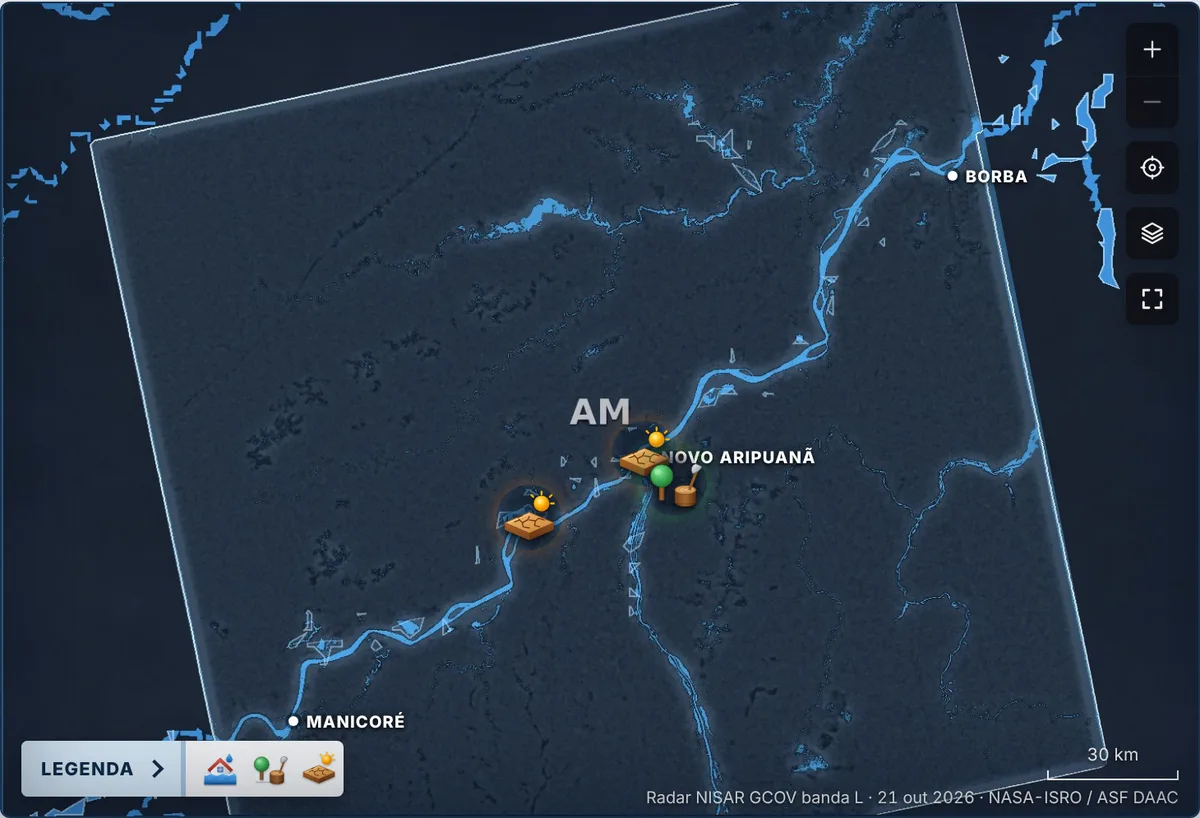 BORBA
AM
NOVO ARIPUANÃ
MANICORÉ
LEGENDA
30 km
Radar NISAR GCOV banda L · 21 out 2026 · NASA-ISRO / ASF DAAC